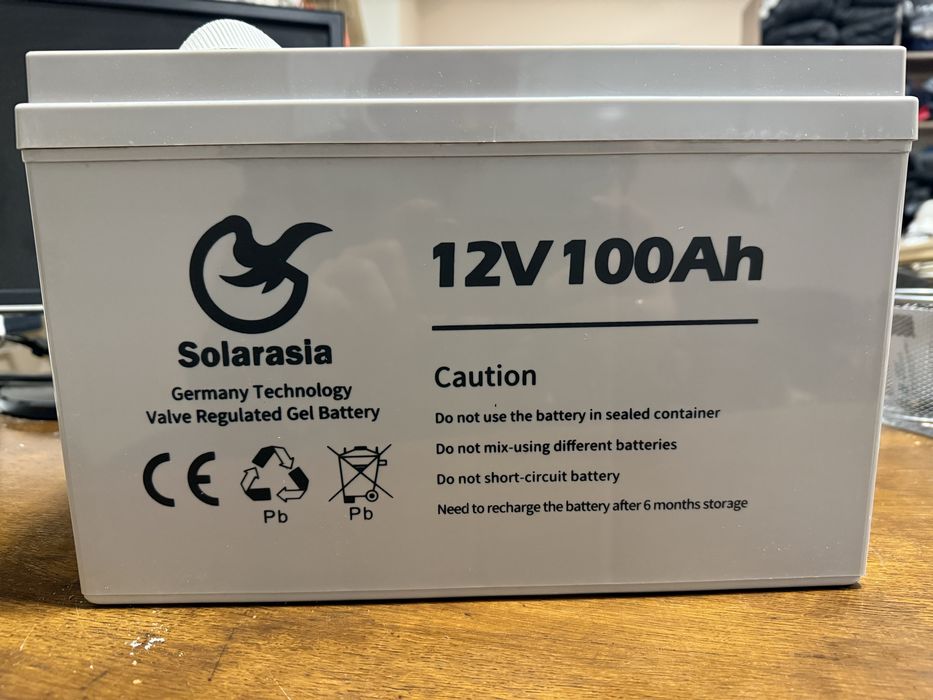 Solarasia
Germany Technology
Valve Regulated Gel Battery
CE
Pb
Pb
12V 100Ah
Caution
Do not use the battery in sealed container
Do not mix-using different batteries
Do not short-circuit battery
Need to recharge the battery after 6 months storage